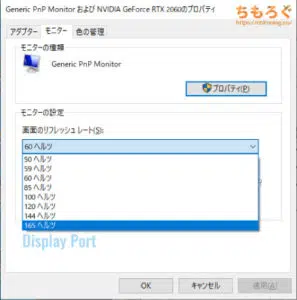 Generic PnP Monitor および NVIDIA GeForce RTX 2060のプロパティ
ちもろぐ
アダプター モニター 色の管理
モニターの種類
Generic PnP Monitor
プロパティ(P)
モニターの設定
画面のリフレッシュ レート(S):
60 ヘルツ
50 ヘルツ
59 ヘルツ
60 ヘルツ
85 ヘルツ
100 ヘルツ
120 ヘルツ
144 ヘルツ
165 ヘルツ
Display Port
OK キャンセル 適用(A)